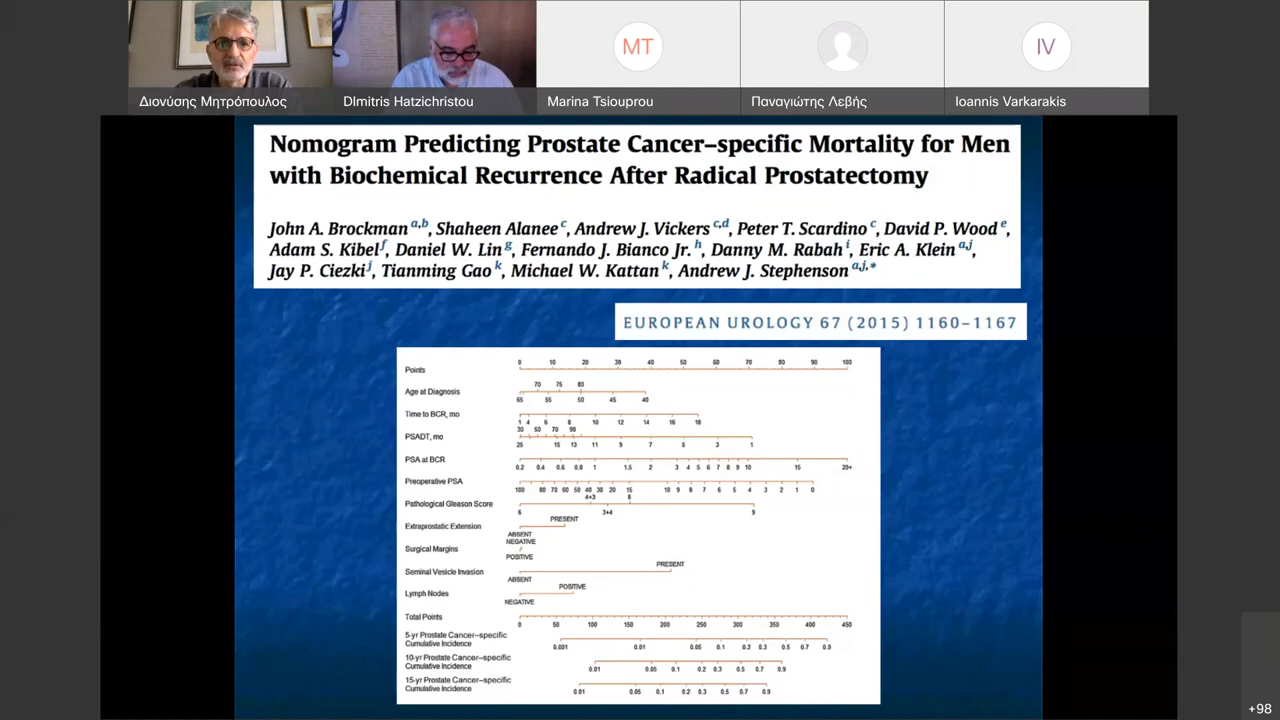 MT
IV
Διονύσης Μητρόπουλος
DImitris Hatzichristou
Marina Tsiouprou
Παναγιώτης Λεβής
Ioannis Varkarakis
Nomogram Predicting Prostate Cancer–specific Mortality for Men
with Biochemical Recurrence After Radical Prostatectomy
John A. Brockman a,b, Shaheen Alanee c, Andrew J. Vickers c,d, Peter T. Scardino c, David P. Wood e,
Adam S. Kibel f, Daniel W. Lin g, Fernando J. Bianco Jr. h, Danny M. Rabah i, Eric A. Klein a,j,
Jay P. Ciezki j, Tianming Gao k, Michael W. Kattan k, Andrew J. Stephenson a,j,*
EUROPEAN UROLOGY 67 (2015) 1160–1167
0 10 20 30 40 50 60 70 80 90 100
Points
70 75 80
Age at Diagnosis
65 55 50 45 40
Time to BCR, mo
1 4 6 8 10 12 14 16 18
30 50 70 90
PSADT, mo
25 15 13 11 9 7 5 3 1
PSA at BCR
0.2 0.4 0.6 0.8 1 1.5 2 3 4 5 6 7 8 9 10 15 20+
Preoperative PSA
100 80 70 60 50 40 30 20 15 10 9 8 7 6 5 4 3 2 1 0
4+3 8
Pathological Gleason Score
6 3+4 9
PRESENT
Extraprostatic Extension
ABSENT
NEGATIVE
Surgical Margins
POSITIVE
PRESENT
Seminal Vesicle Invasion
ABSENT
POSITIVE
Lymph Nodes
NEGATIVE
Total Points
0 50 100 150 200 250 300 350 400 450
5-yr Prostate Cancer–specific
Cumulative Incidence
0.001 0.01 0.05 0.1 0.2 0.3 0.5 0.7 0.9
10-yr Prostate Cancer–specific
Cumulative Incidence
0.01 0.05 0.1 0.2 0.3 0.5 0.7 0.9
15-yr Prostate Cancer–specific
Cumulative Incidence
0.01 0.05 0.1 0.2 0.3 0.5 0.7 0.9
+98